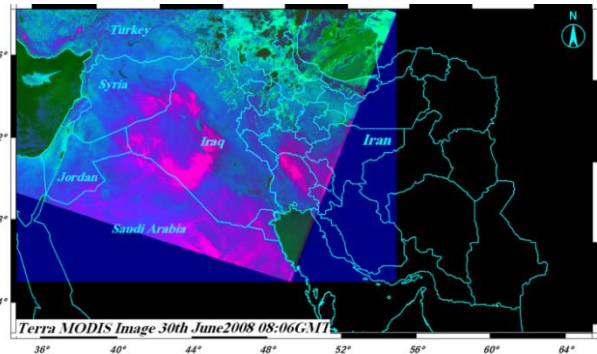 N
Turkey
Syria
Iraq
Iran
Jordan
Saudi Arabia
Terra MODIS Image 30th June2008 08:06GMT
36° 40° 44° 48° 52° 56° 60° 64°